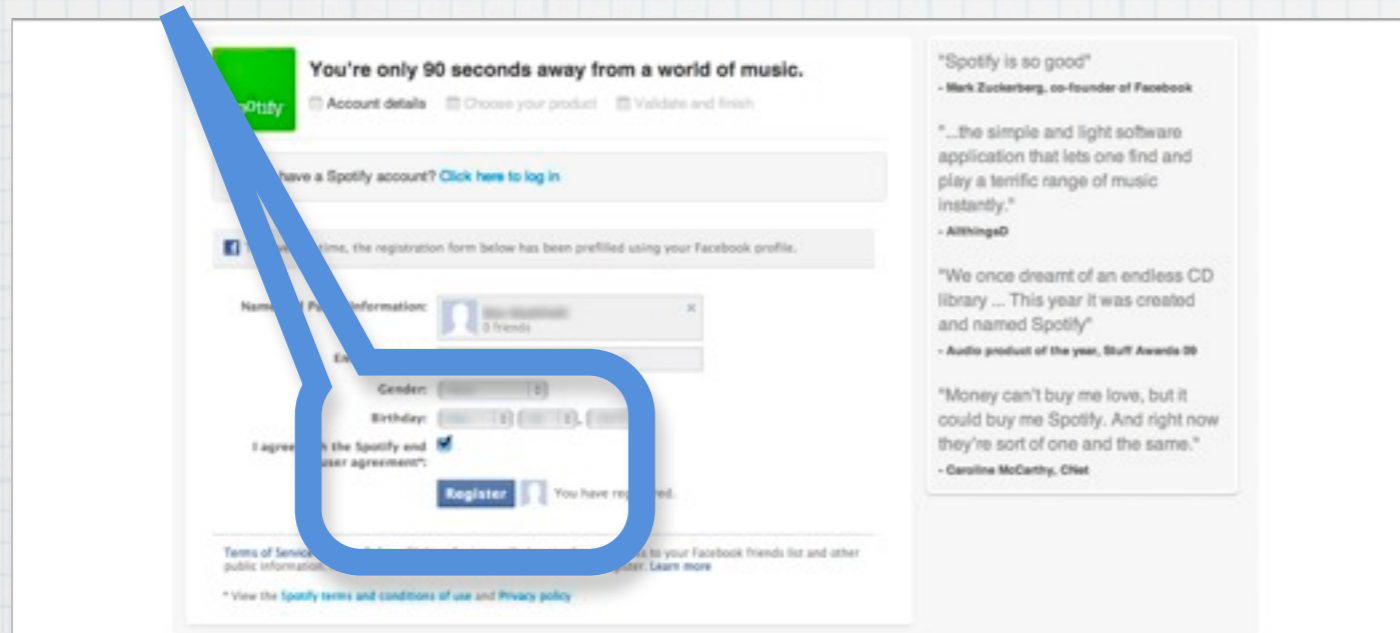 You're only 90 seconds away from a world of music.
Account details Choose your product Validate and finish
have a Spotify account? Click here to log in
time, the registration form below has been prefilled using your Facebook profile.
Information:
0 friends
Gender:
Birthday:
I agree the Spotify end
user agreement*:
Register You have
Terms of Service to your Facebook friends list and other
public information. Learn more
* View the Spotify terms and conditions of use and Privacy policy
"Spotify is so good"
- Mark Zuckerberg, co-founder of Facebook
"...the simple and light software
application that lets one find and
play a terrific range of music
instantly."
- AllthingsD
"We once dreamt of an endless CD
library ... This year it was created
and named Spotify"
- Audio product of the year, Stuff Awards 09
"Money can't buy me love, but it
could buy me Spotify. And right now
they're sort of one and the same."
- Caroline McCarthy, CNet